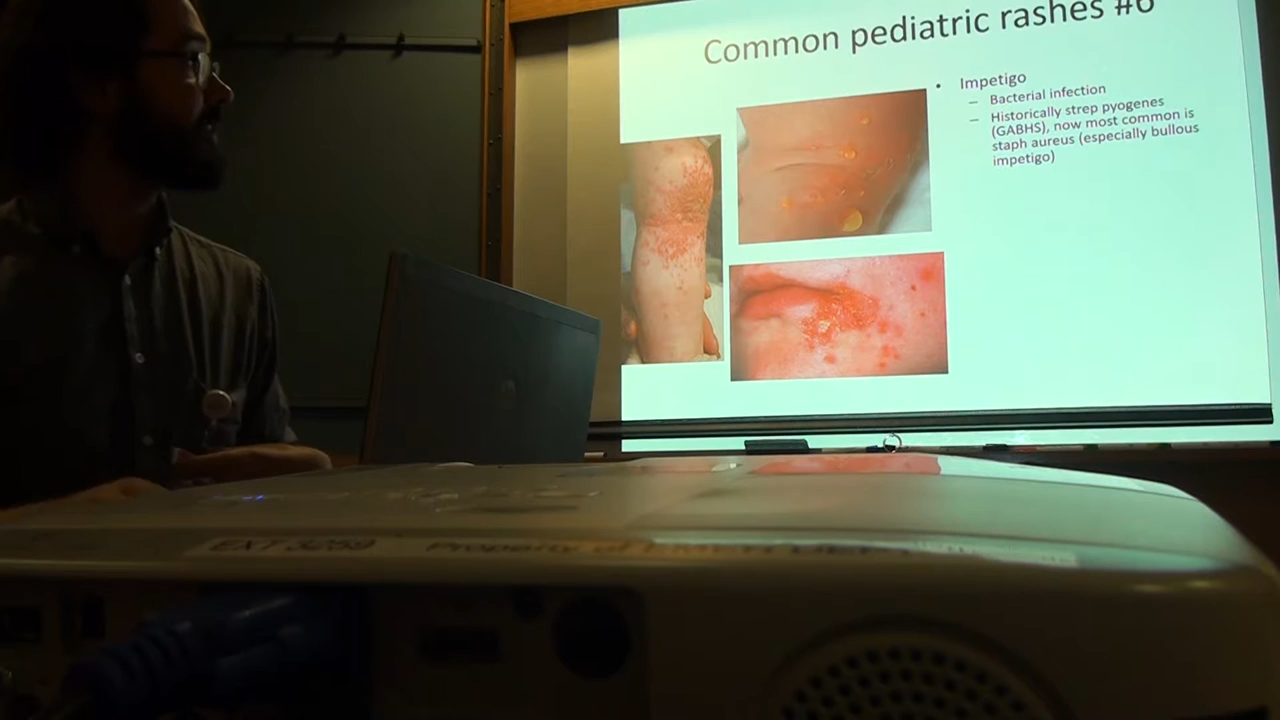 Common pediatric rashes #6
• Impetigo
– Bacterial infection
– Historically strep pyogenes
(GABHS), now most common is
staph aureus (especially bullous
impetigo)
EXT 3259 Property of